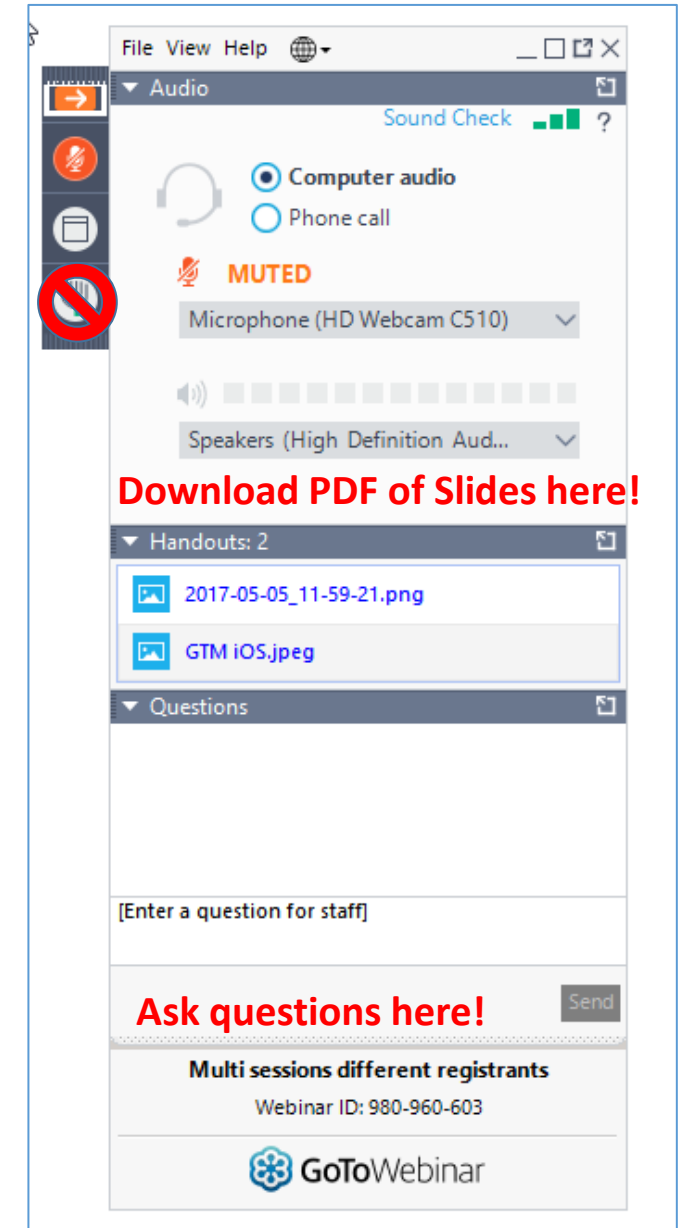 File View Help
Audio
Sound Check ?
Computer audio
Phone call
MUTED
Microphone (HD Webcam C510)
Speakers (High Definition Aud...
Download PDF of Slides here!
Handouts: 2
2017-05-05_11-59-21.png
GTM iOS.jpeg
Questions
[Enter a question for staff]
Ask questions here!
Send
Multi sessions different registrants
Webinar ID: 980-960-603
GoToWebinar